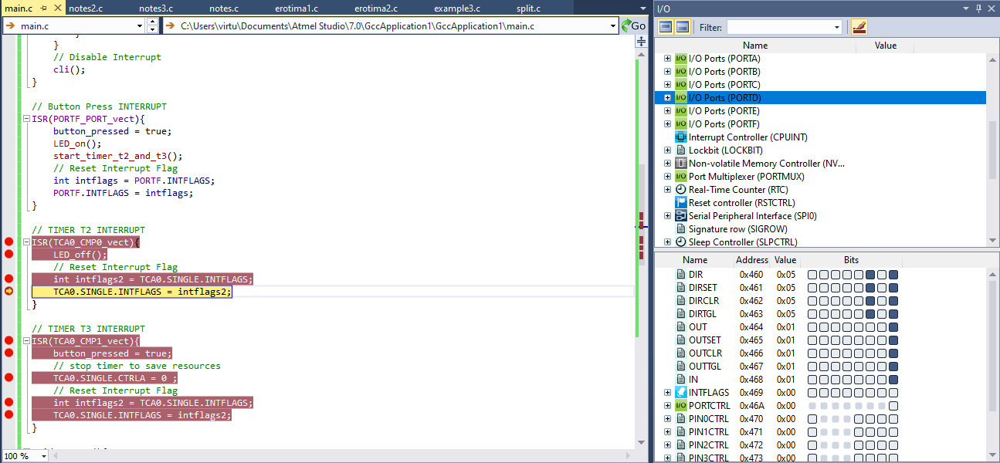 main.c
notes2.c
notes3.c
notes.c
erotima1.c
erotima2.c
example3.c
split.c
main.c
C:\Users\virtu\Documents\Atmel Studio\7.0\GccApplication1\GccApplication1\main.c
Go
}
// Disable Interrupt
cli();
}
// Button Press INTERRUPT
ISR(PORTF_PORT_vect){
button_pressed = true;
LED_on();
start_timer_t2_and_t3();
// Reset Interrupt Flag
int intflags = PORTF.INTFLAGS;
PORTF.INTFLAGS = intflags;
}
// TIMER T2 INTERRUPT
ISR(TCA0_CMP0_vect){
LED_off();
// Reset Interrupt Flag
int intflags2 = TCA0.SINGLE.INTFLAGS;
TCA0.SINGLE.INTFLAGS = intflags2;
}
// TIMER T3 INTERRUPT
ISR(TCA0_CMP1_vect){
button_pressed = true;
// stop timer to save resources
TCA0.SINGLE.CTRLA = 0 ;
// Reset Interrupt Flag
int intflags2 = TCA0.SINGLE.INTFLAGS;
TCA0.SINGLE.INTFLAGS = intflags2;
}
100 %
I/O
Filter:
Name Value
I/O I/O Ports (PORTA)
I/O I/O Ports (PORTB)
I/O I/O Ports (PORTC)
I/O I/O Ports (PORTD)
I/O I/O Ports (PORTE)
I/O I/O Ports (PORTF)
Interrupt Controller (CPUINT)
Lockbit (LOCKBIT)
Non-volatile Memory Controller (NV...
I/O Port Multiplexer (PORTMUX)
Real-Time Counter (RTC)
Reset controller (RSTCTRL)
Serial Peripheral Interface (SPI0)
Signature row (SIGROW)
Sleep Controller (SLPCTRL)
Name Address Value Bits
DIR 0x460 0x05
DIRSET 0x461 0x05
DIRCLR 0x462 0x05
DIRTGL 0x463 0x05
OUT 0x464 0x01
OUTSET 0x465 0x01
OUTCLR 0x466 0x01
OUTTGL 0x467 0x01
IN 0x468 0x01
INTFLAGS 0x469 0x00
I/O PORTCTRL 0x46A 0x00
PIN0CTRL 0x470 0x00
PIN1CTRL 0x471 0x00
PIN2CTRL 0x472 0x00
PIN3CTRL 0x473 0x00